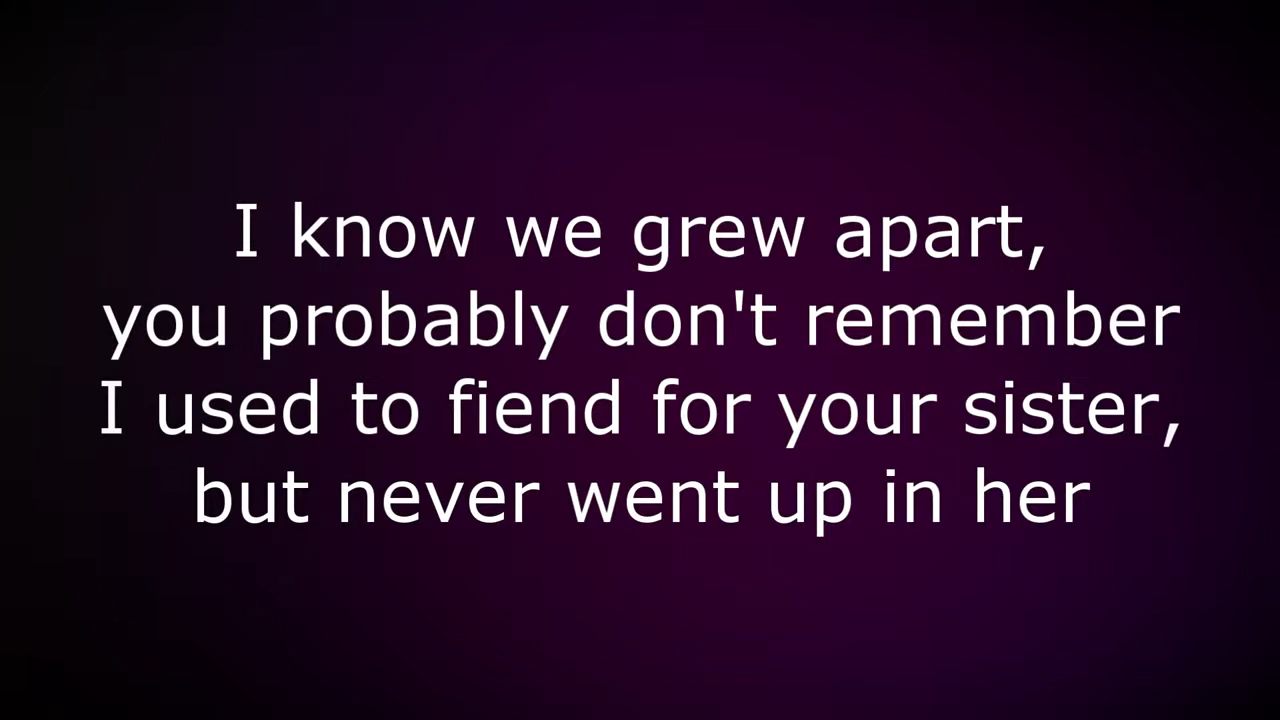 I know we grew apart,
you probably don't remember
I used to fiend for your sister,
but never went up in her